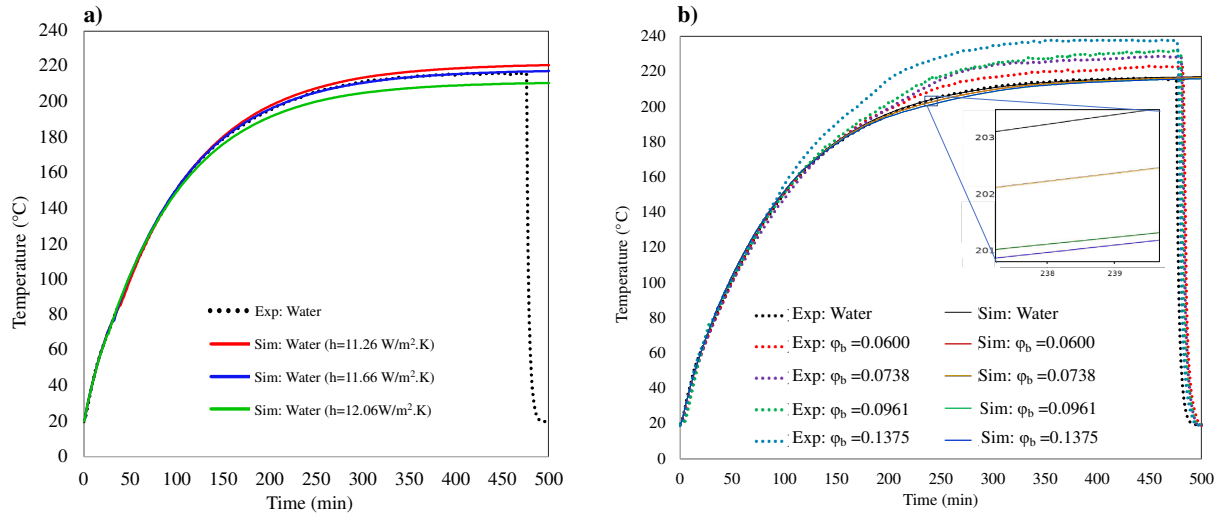 a)
240
220
200
180
160
140
120
100
80
60
40
20
0
Temperature (°C)
0 50 100 150 200 250 300 350 400 450 500
Time (min)
Exp: Water
Sim: Water (h=11.26 W/m².K)
Sim: Water (h=11.66 W/m².K)
Sim: Water (h=12.06W/m².K)
b)
240
220
200
180
160
140
120
100
80
60
40
20
0
Temperature (°C)
0 50 100 150 200 250 300 350 400 450 500
Time (min)
203
202
201
238 239
Exp: Water Sim: Water
Exp: φb =0.0600 Sim: φb =0.0600
Exp: φb =0.0738 Sim: φb =0.0738
Exp: φb =0.0961 Sim: φb =0.0961
Exp: φb =0.1375 Sim: φb =0.1375